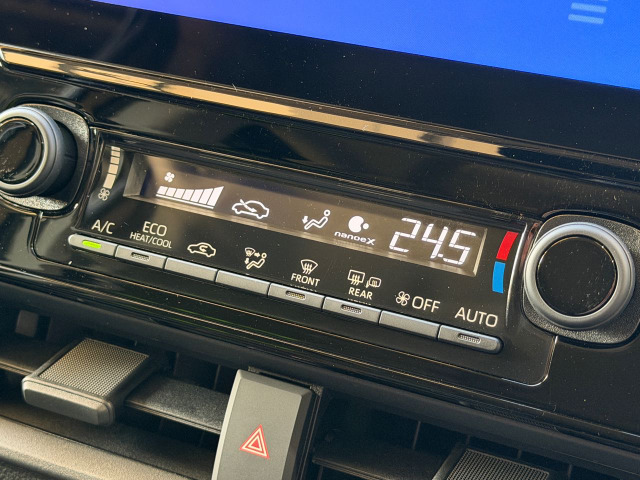 nanoeX
24.5
A/C
ECO
HEAT/COOL
FRONT
REAR
OFF
AUTO